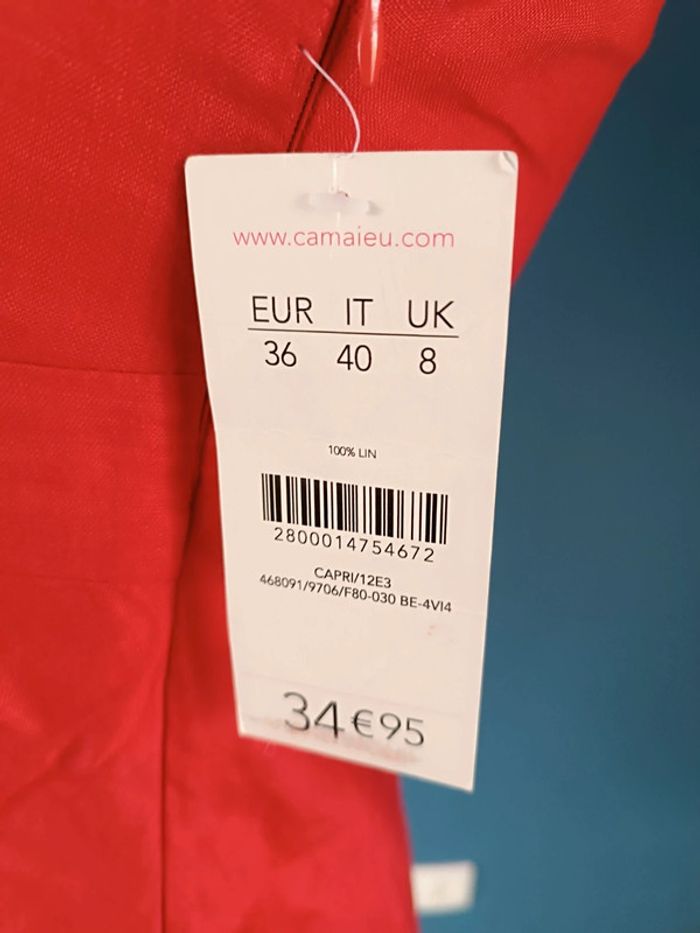 www.camaieu.com
EUR IT UK
36 40 8
100% LIN
2800014754672
CAPRI/12E3
468091/9706/F80-030 BE-4VI4
34€95